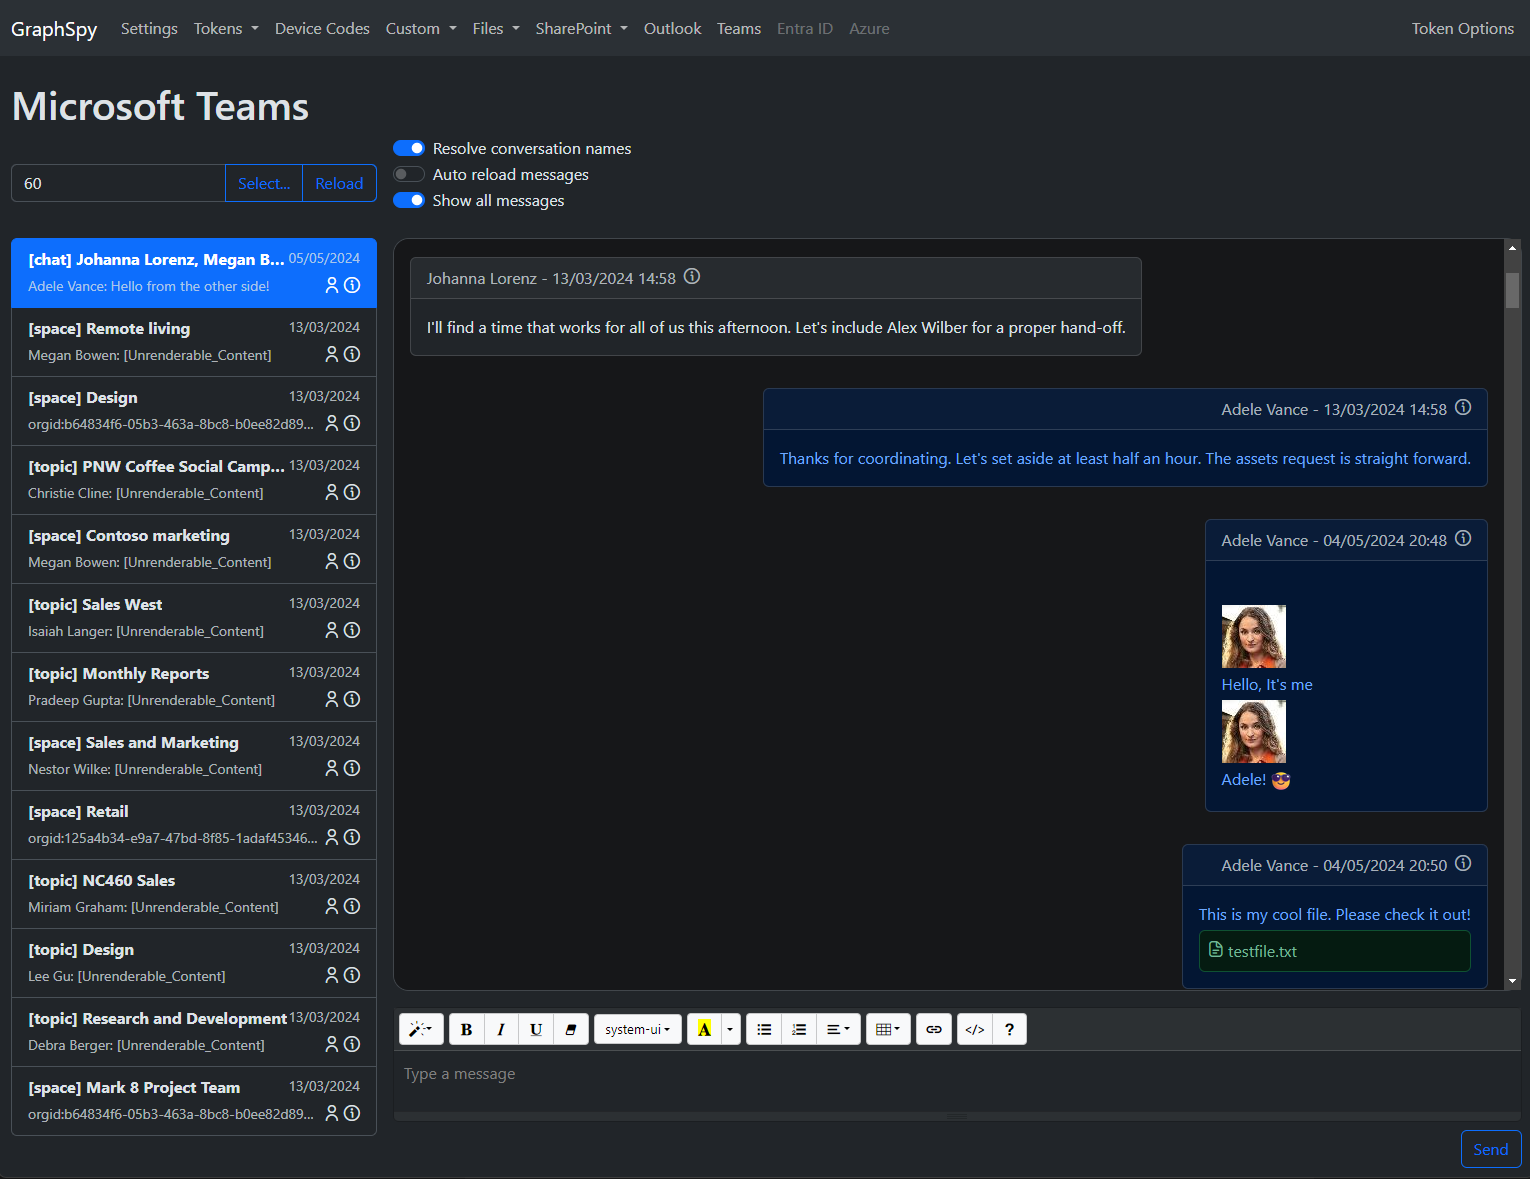 GraphSpy Settings Tokens Device Codes Custom Files SharePoint Outlook Teams Entra ID Azure Token Options
Microsoft Teams
60 Select... Reload
Resolve conversation names
Auto reload messages
Show all messages
[chat] Johanna Lorenz, Megan B... 05/05/2024
Adele Vance: Hello from the other side!
[space] Remote living 13/03/2024
Megan Bowen: [Unrenderable_Content]
[space] Design 13/03/2024
orgid:b64834f6-05b3-463a-8bc8-b0ee82d89...
[topic] PNW Coffee Social Camp... 13/03/2024
Christie Cline: [Unrenderable_Content]
[space] Contoso marketing 13/03/2024
Megan Bowen: [Unrenderable_Content]
[topic] Sales West 13/03/2024
Isaiah Langer: [Unrenderable_Content]
[topic] Monthly Reports 13/03/2024
Pradeep Gupta: [Unrenderable_Content]
[space] Sales and Marketing 13/03/2024
Nestor Wilke: [Unrenderable_Content]
[space] Retail 13/03/2024
orgid:125a4b34-e9a7-47bd-8f85-1adaf45346...
[topic] NC460 Sales 13/03/2024
Miriam Graham: [Unrenderable_Content]
[topic] Design 13/03/2024
Lee Gu: [Unrenderable_Content]
[topic] Research and Development 13/03/2024
Debra Berger: [Unrenderable_Content]
[space] Mark 8 Project Team 13/03/2024
orgid:b64834f6-05b3-463a-8bc8-b0ee82d89...
Johanna Lorenz - 13/03/2024 14:58
I'll find a time that works for all of us this afternoon. Let's include Alex Wilber for a proper hand-off.
Adele Vance - 13/03/2024 14:58
Thanks for coordinating. Let's set aside at least half an hour. The assets request is straight forward.
Adele Vance - 04/05/2024 20:48
Hello, It's me
Adele! 😎
Adele Vance - 04/05/2024 20:50
This is my cool file. Please check it out!
testfile.txt
B I U system-ui A </> ?
Type a message
Send